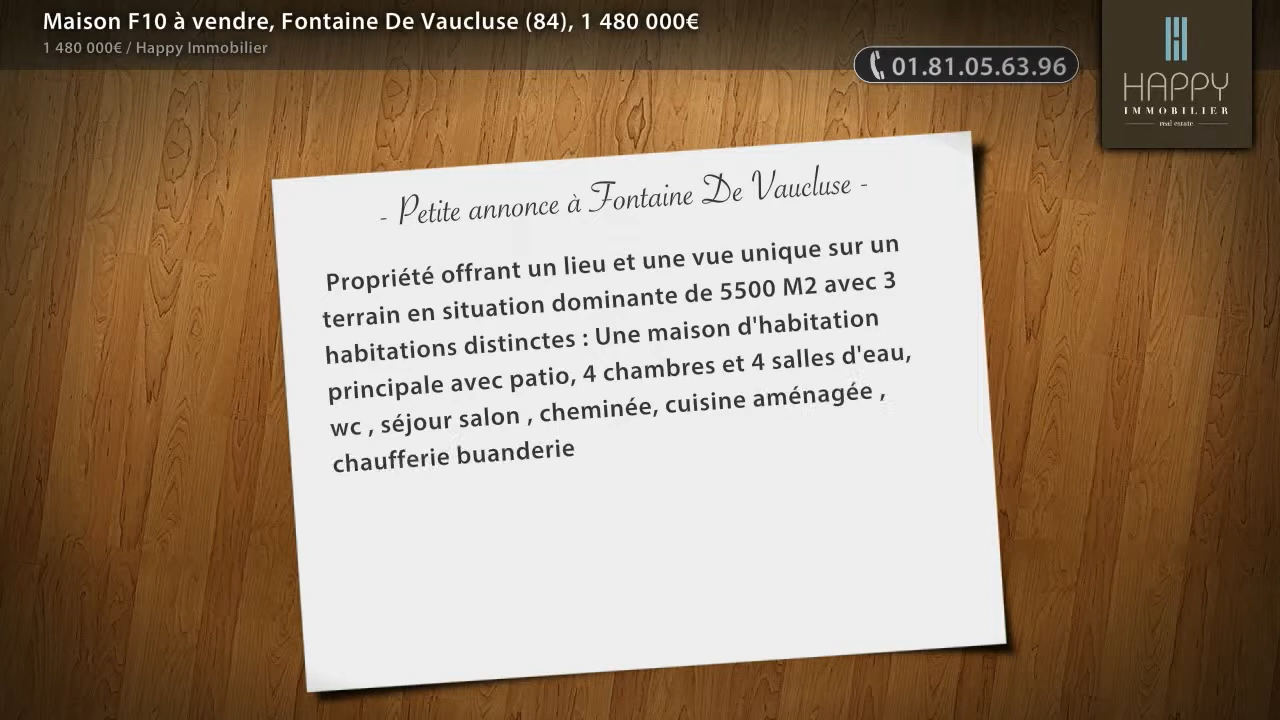 Maison F10 à vendre, Fontaine De Vaucluse (84), 1 480 000€
1 480 000€ / Happy Immobilier
01.81.05.63.96
HAPPY
IMMOBILIER
real estate
- Petite annonce à Fontaine De Vaucluse -
Propriété offrant un lieu et une vue unique sur un
terrain en situation dominante de 5500 M2 avec 3
habitations distinctes : Une maison d'habitation
principale avec patio, 4 chambres et 4 salles d'eau,
wc , séjour salon , cheminée, cuisine aménagée ,
chaufferie buanderie